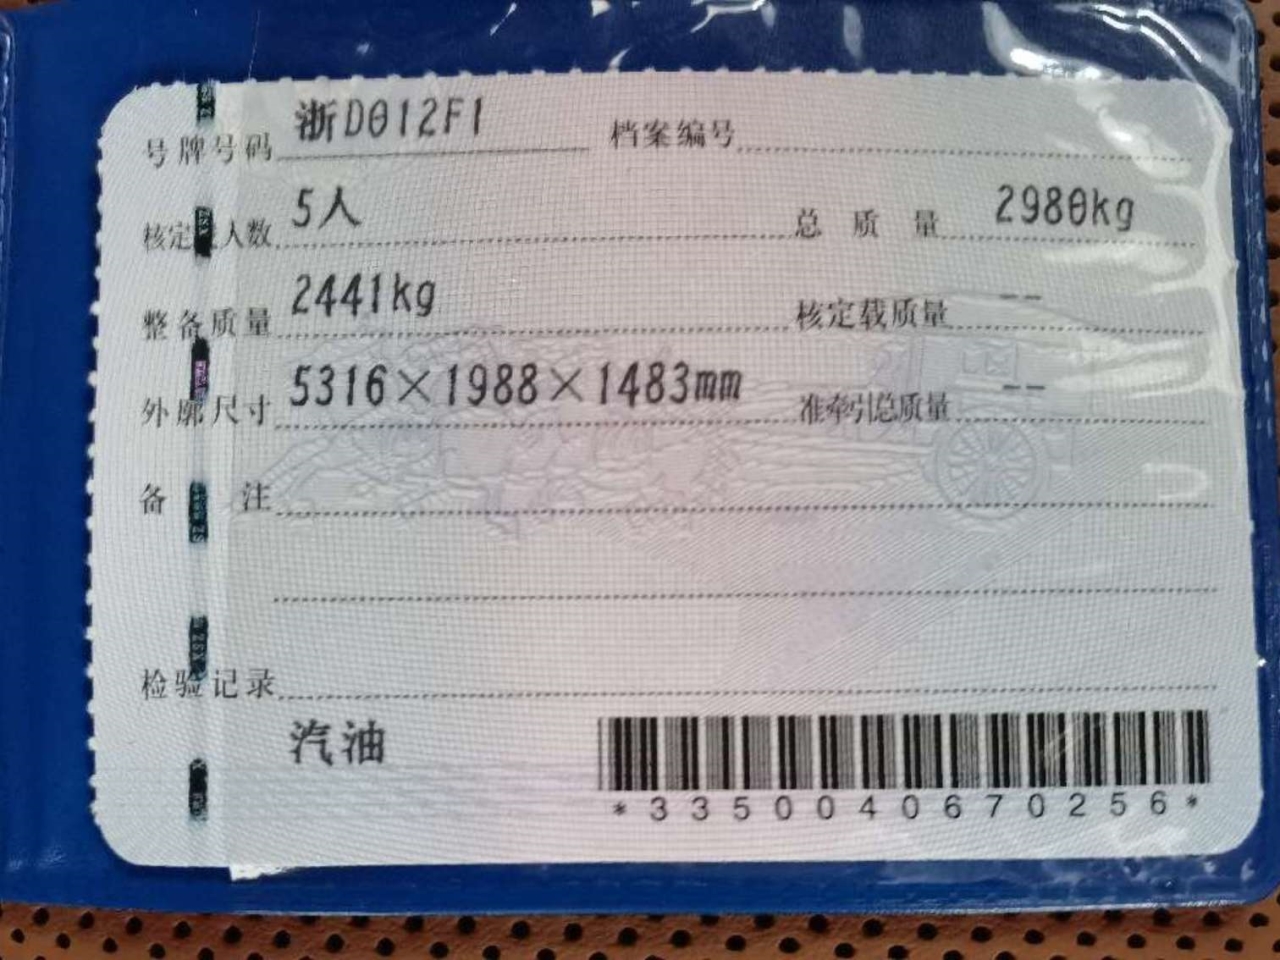 号牌号码 浙D012F1 档案编号
核定 人数 5人 总质量 2980kg
整备质量 2441kg 核定载质量 --
外廓尺寸 5316×1988×1483mm 准牵引总质量 --
备注
检验记录
汽油
*3350040670256*